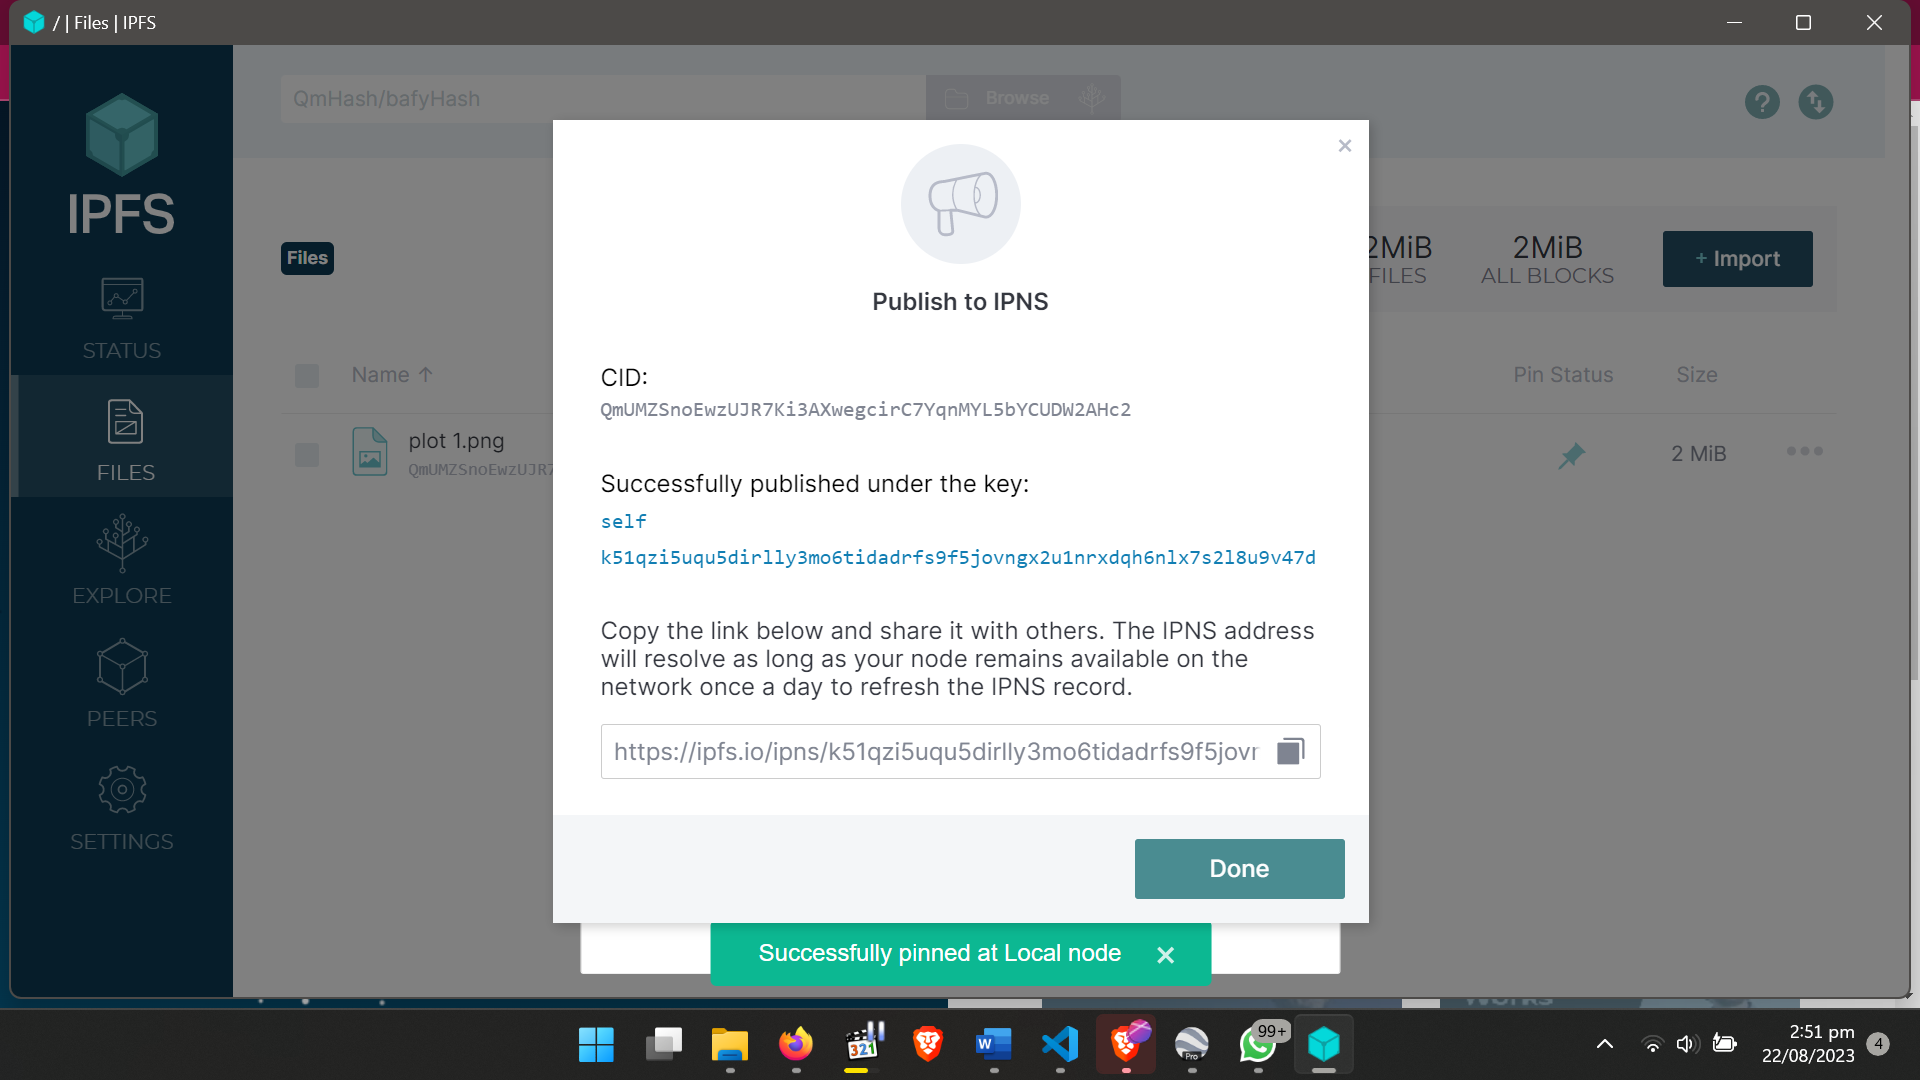 / | Files | IPFS
QmHash/bafyHash
Browse
?
IPFS
Files
2MiB
FILES
2MiB
ALL BLOCKS
+ Import
STATUS
FILES
EXPLORE
PEERS
SETTINGS
Name ↑
Pin Status
Size
plot 1.png
QmUMZSnoEwzUJR7
2 MiB
×
Publish to IPNS
CID:
QmUMZSnoEwzUJR7Ki3AXwegcirC7YqnMYL5bYCUDW2AHc2
Successfully published under the key:
self
k51qzi5uqu5dirlly3mo6tidadrfs9f5jovngx2u1nrxdqh6nlx7s2l8u9v47d
Copy the link below and share it with others. The IPNS address
will resolve as long as your node remains available on the
network once a day to refresh the IPNS record.
https://ipfs.io/ipns/k51qzi5uqu5dirlly3mo6tidadrfs9f5jovr
Done
Successfully pinned at Local node ×
321
W
Pro
99+
2:51 pm
22/08/2023
4